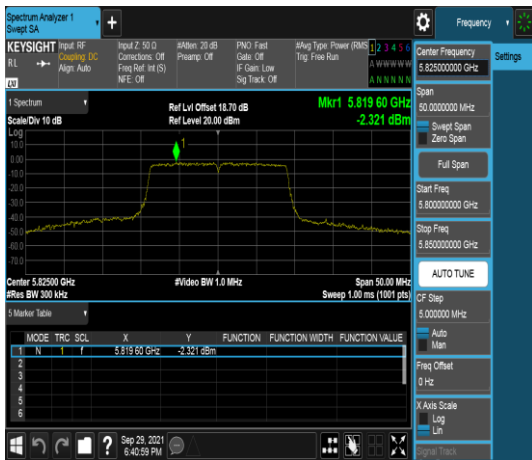 Spectrum Analyzer 1
Swept SA
+
Frequency
KEYSIGHT
RL
LXI
Input: RF
Coupling: DC
Align: Auto
Input Z: 50 Ω
Corrections: Off
Freq Ref: Int (S)
NFE: Off
#Atten: 20 dB
Preamp: Off
PNO: Fast
Gate: Off
IF Gain: Low
Sig Track: Off
#Avg Type: Power (RMS
Trig: Free Run
1 2 3 4 5 6
A W W W W W
A N N N N N
Center Frequency
5.825000000 GHz
Settings
Span
50.0000000 MHz
Swept Span
Zero Span
Full Span
Start Freq
5.800000000 GHz
Stop Freq
5.850000000 GHz
AUTO TUNE
CF Step
5.000000 MHz
Auto
Man
Freq Offset
0 Hz
X Axis Scale
Log
Lin
Signal Track
1 Spectrum
Scale/Div 10 dB
Ref Lvl Offset 18.70 dB
Ref Level 20.00 dBm
Mkr1 5.819 60 GHz
-2.321 dBm
Log
10.0
0.00
-10.0
-20.0
-30.0
-40.0
-50.0
-60.0
-70.0
1
Center 5.82500 GHz
#Res BW 300 kHz
#Video BW 1.0 MHz
Span 50.00 MHz
Sweep 1.00 ms (1001 pts)
5 Marker Table
MODE TRC SCL X Y FUNCTION FUNCTION WIDTH FUNCTION VALUE
1 N 1 f 5.819 60 GHz -2.321 dBm
2
3
4
5
6
?
Sep 29, 2021
6:40:59 PM